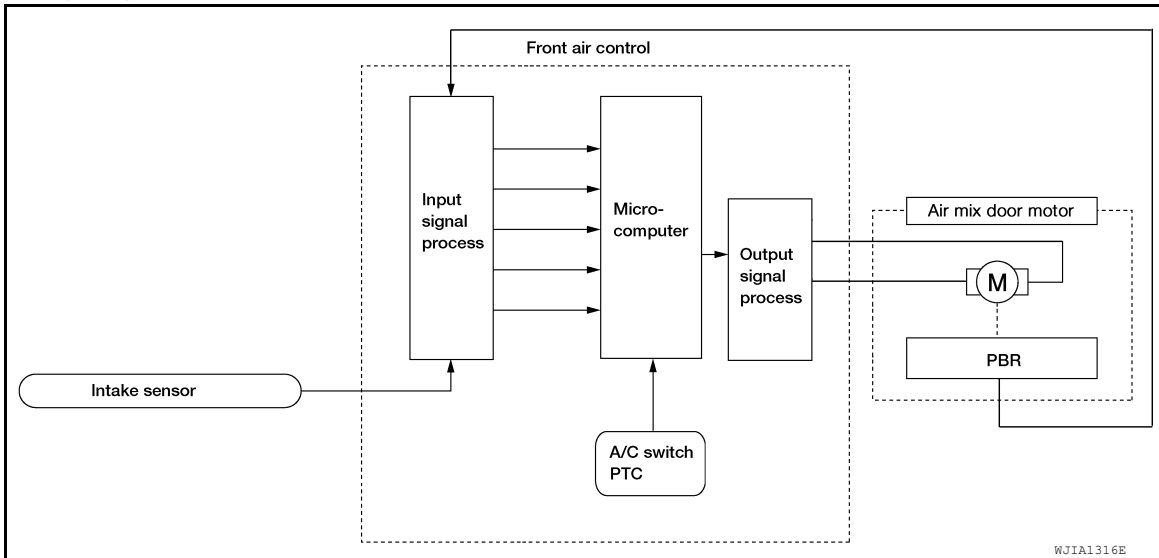 Front air control
Input
signal
process
Micro-
computer
Output
signal
process
Air mix door motor
M
PBR
Intake sensor
A/C switch
PTC
WJIA1316E